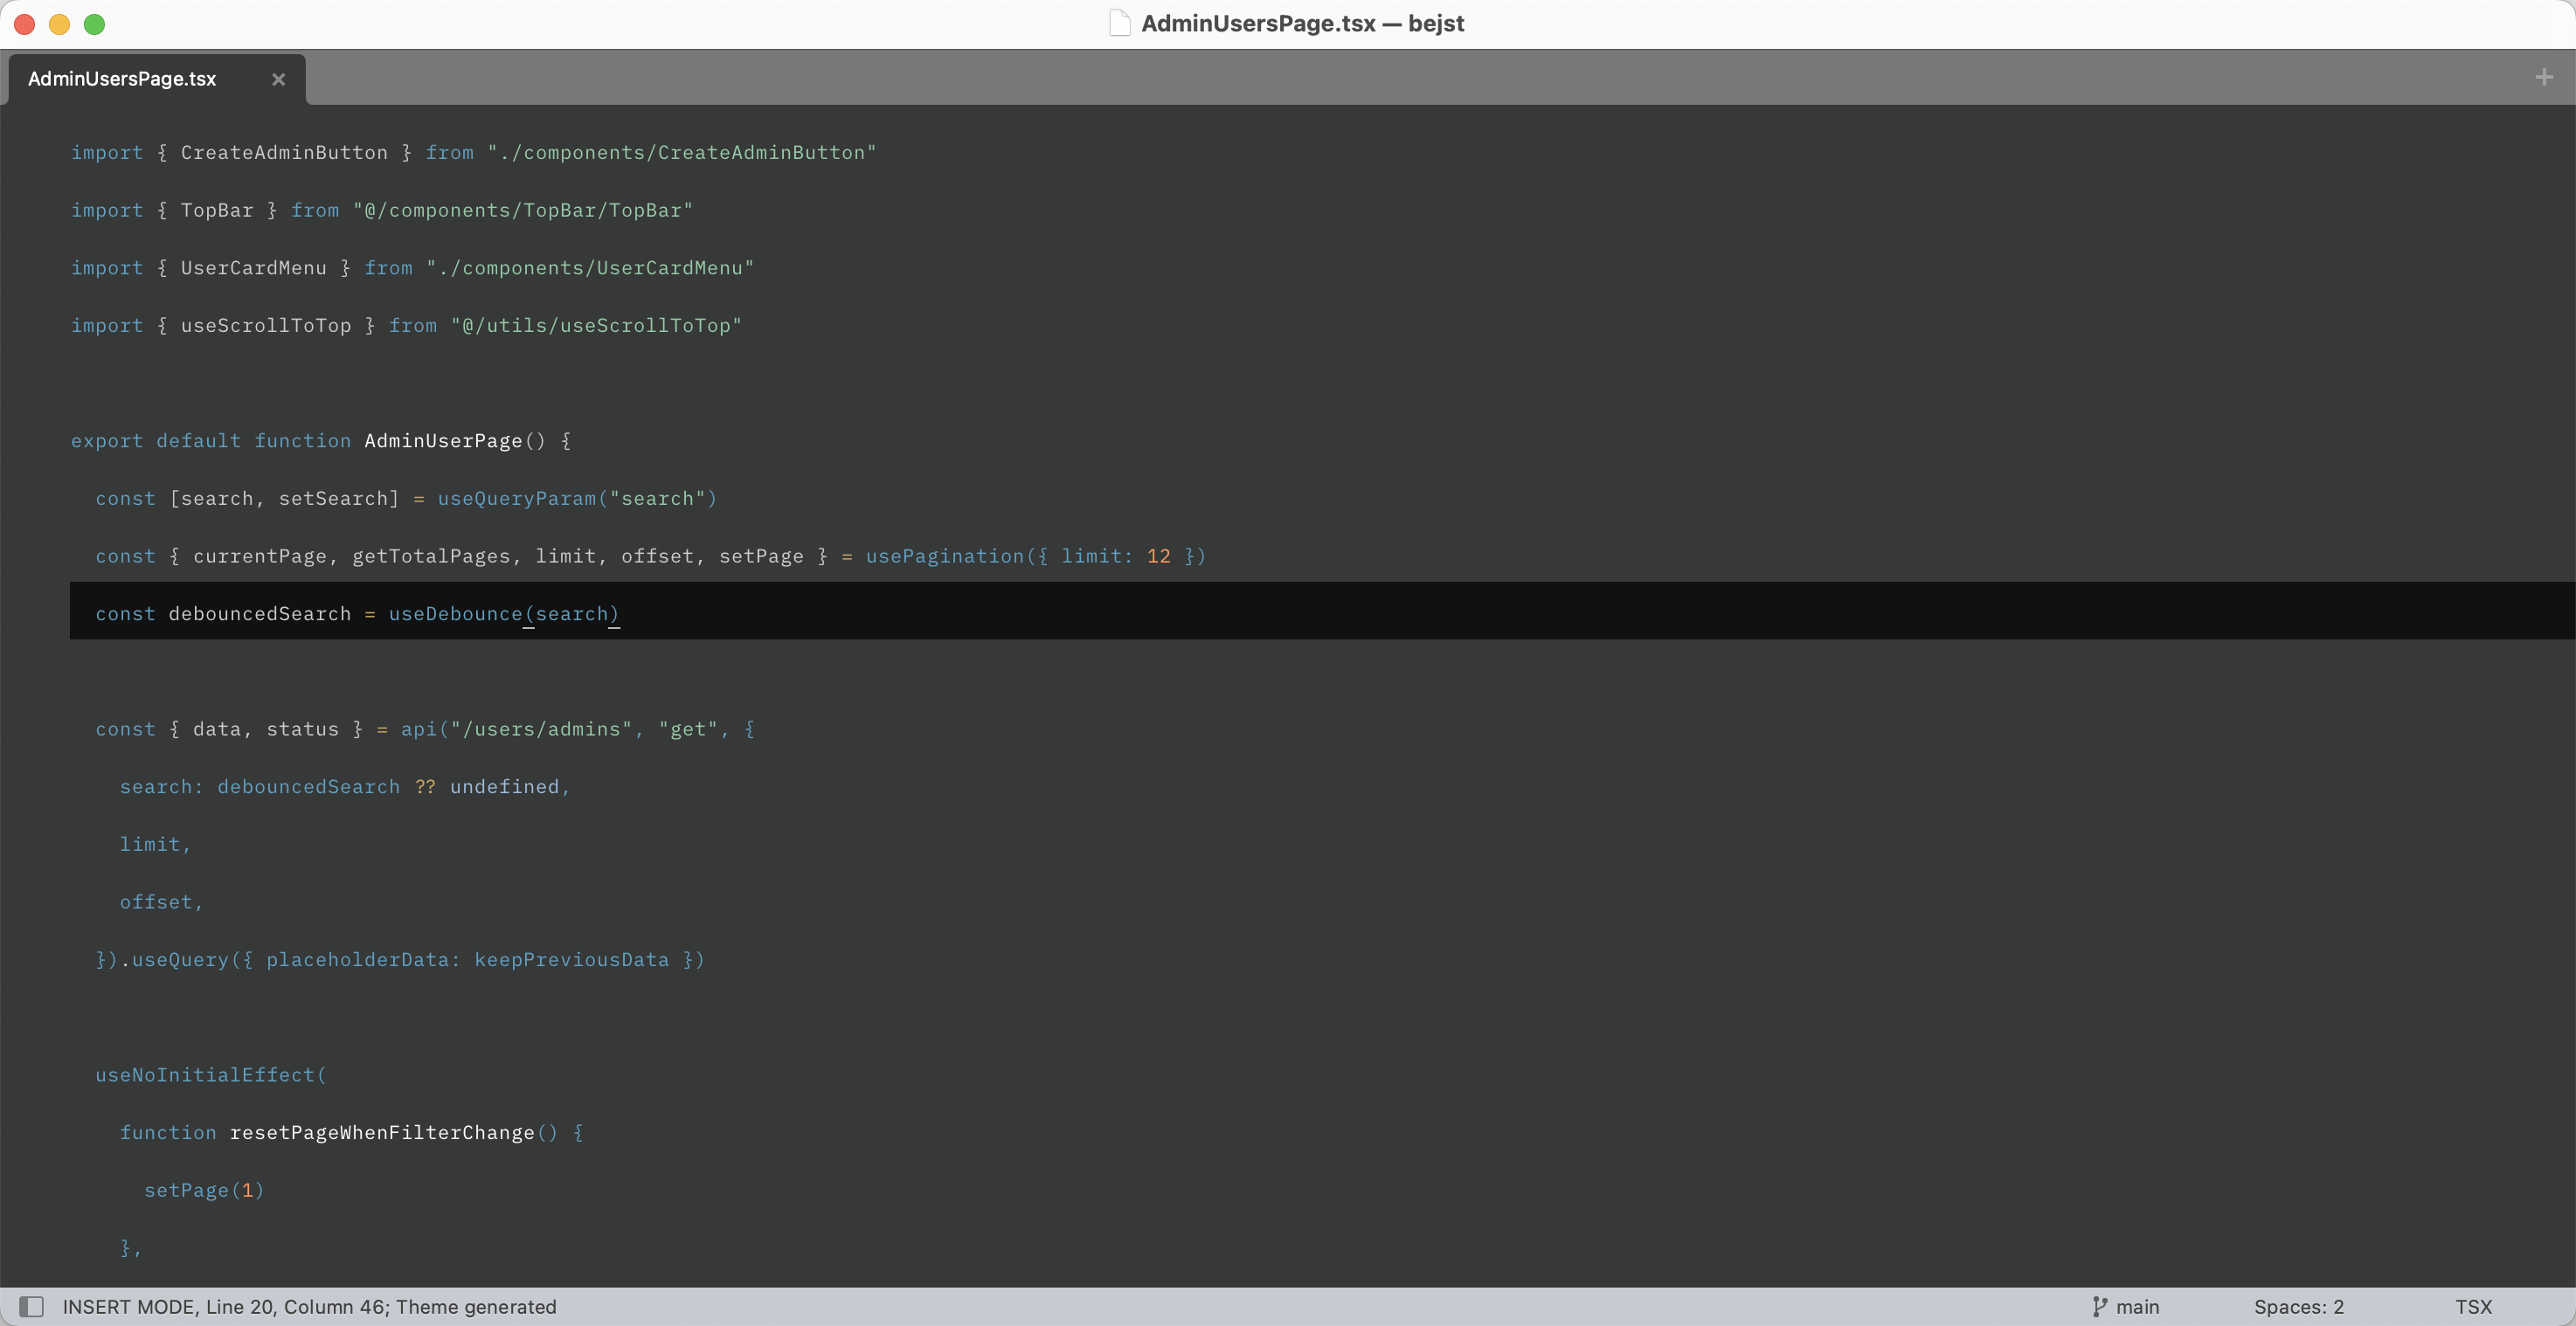 AdminUsersPage.tsx — bejst
AdminUsersPage.tsx
import { CreateAdminButton } from "./components/CreateAdminButton"
import { TopBar } from "@/components/TopBar/TopBar"
import { UserCardMenu } from "./components/UserCardMenu"
import { useScrollToTop } from "@/utils/useScrollToTop"
export default function AdminUserPage() {
const [search, setSearch] = useQueryParam("search")
const { currentPage, getTotalPages, limit, offset, setPage } = usePagination({ limit: 12 })
const debouncedSearch = useDebounce(search)
const { data, status } = api("/users/admins", "get", {
search: debouncedSearch ?? undefined,
limit,
offset,
}).useQuery({ placeholderData: keepPreviousData })
useNoInitialEffect(
function resetPageWhenFilterChange() {
setPage(1)
},
INSERT MODE, Line 20, Column 46; Theme generated
main
Spaces: 2
TSX